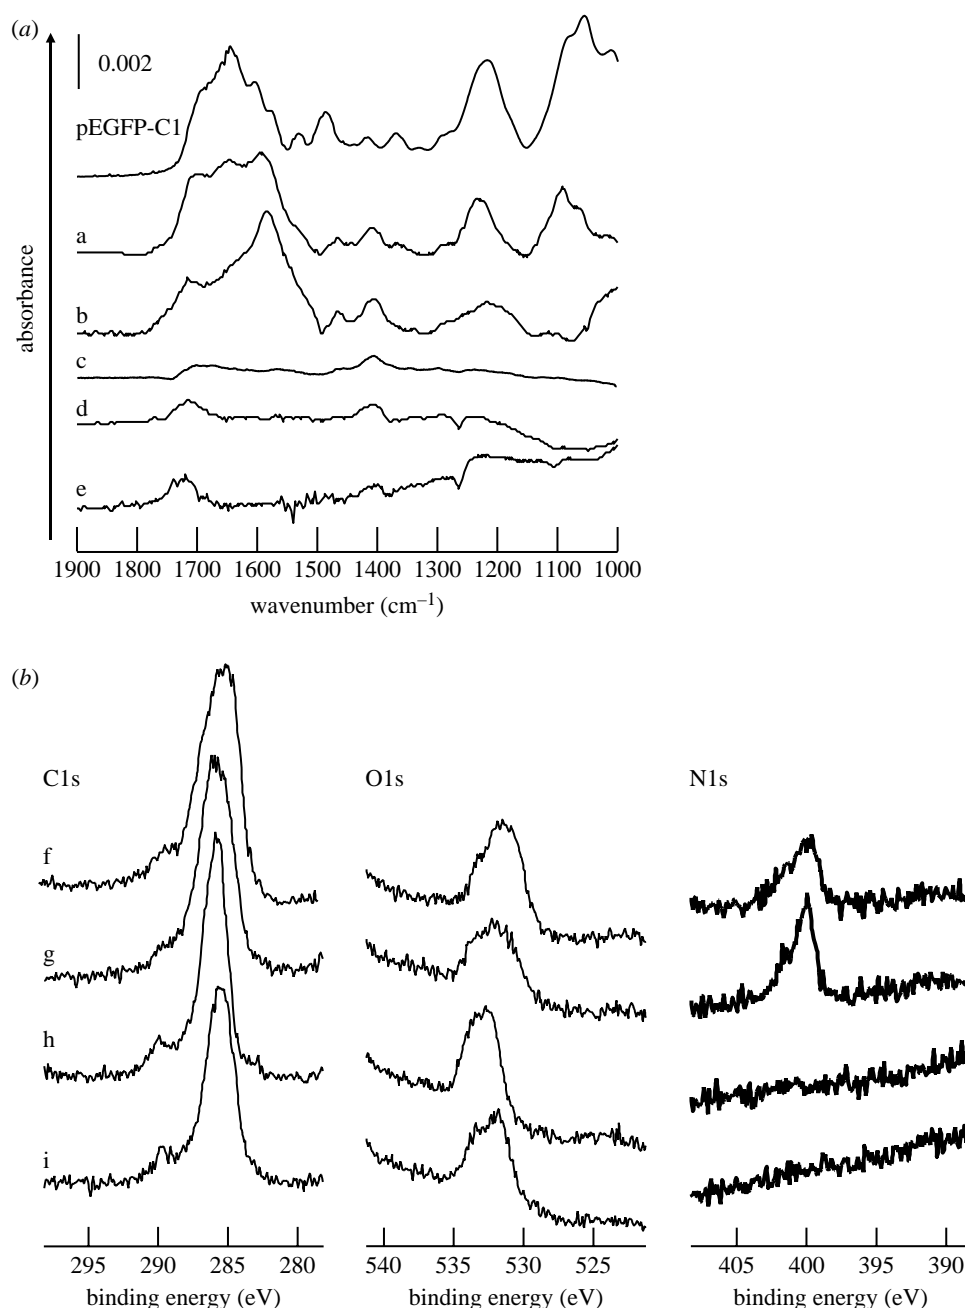 (a)
0.002
pEGFP-C1
a
b
c
d
e
absorbance
1900 1800 1700 1600 1500 1400 1300 1200 1100 1000
wavenumber (cm⁻¹)
(b)
C1s O1s N1s
f
g
h
i
295 290 285 280 540 535 530 525 405 400 395 390
binding energy (eV) binding energy (eV) binding energy (eV)